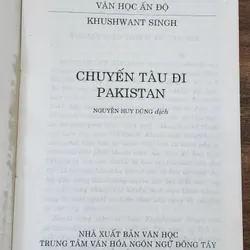 VĂN HỌC ẤN ĐỘ
KHUSHWANT SINGH
CHUYẾN TÀU ĐI
PAKISTAN
NGUYỄN HUY DŨNG dịch
NHÀ XUẤT BẢN VĂN HỌC
TRUNG TÂM VĂN HÓA NGÔN NGỮ ĐÔNG TÂY